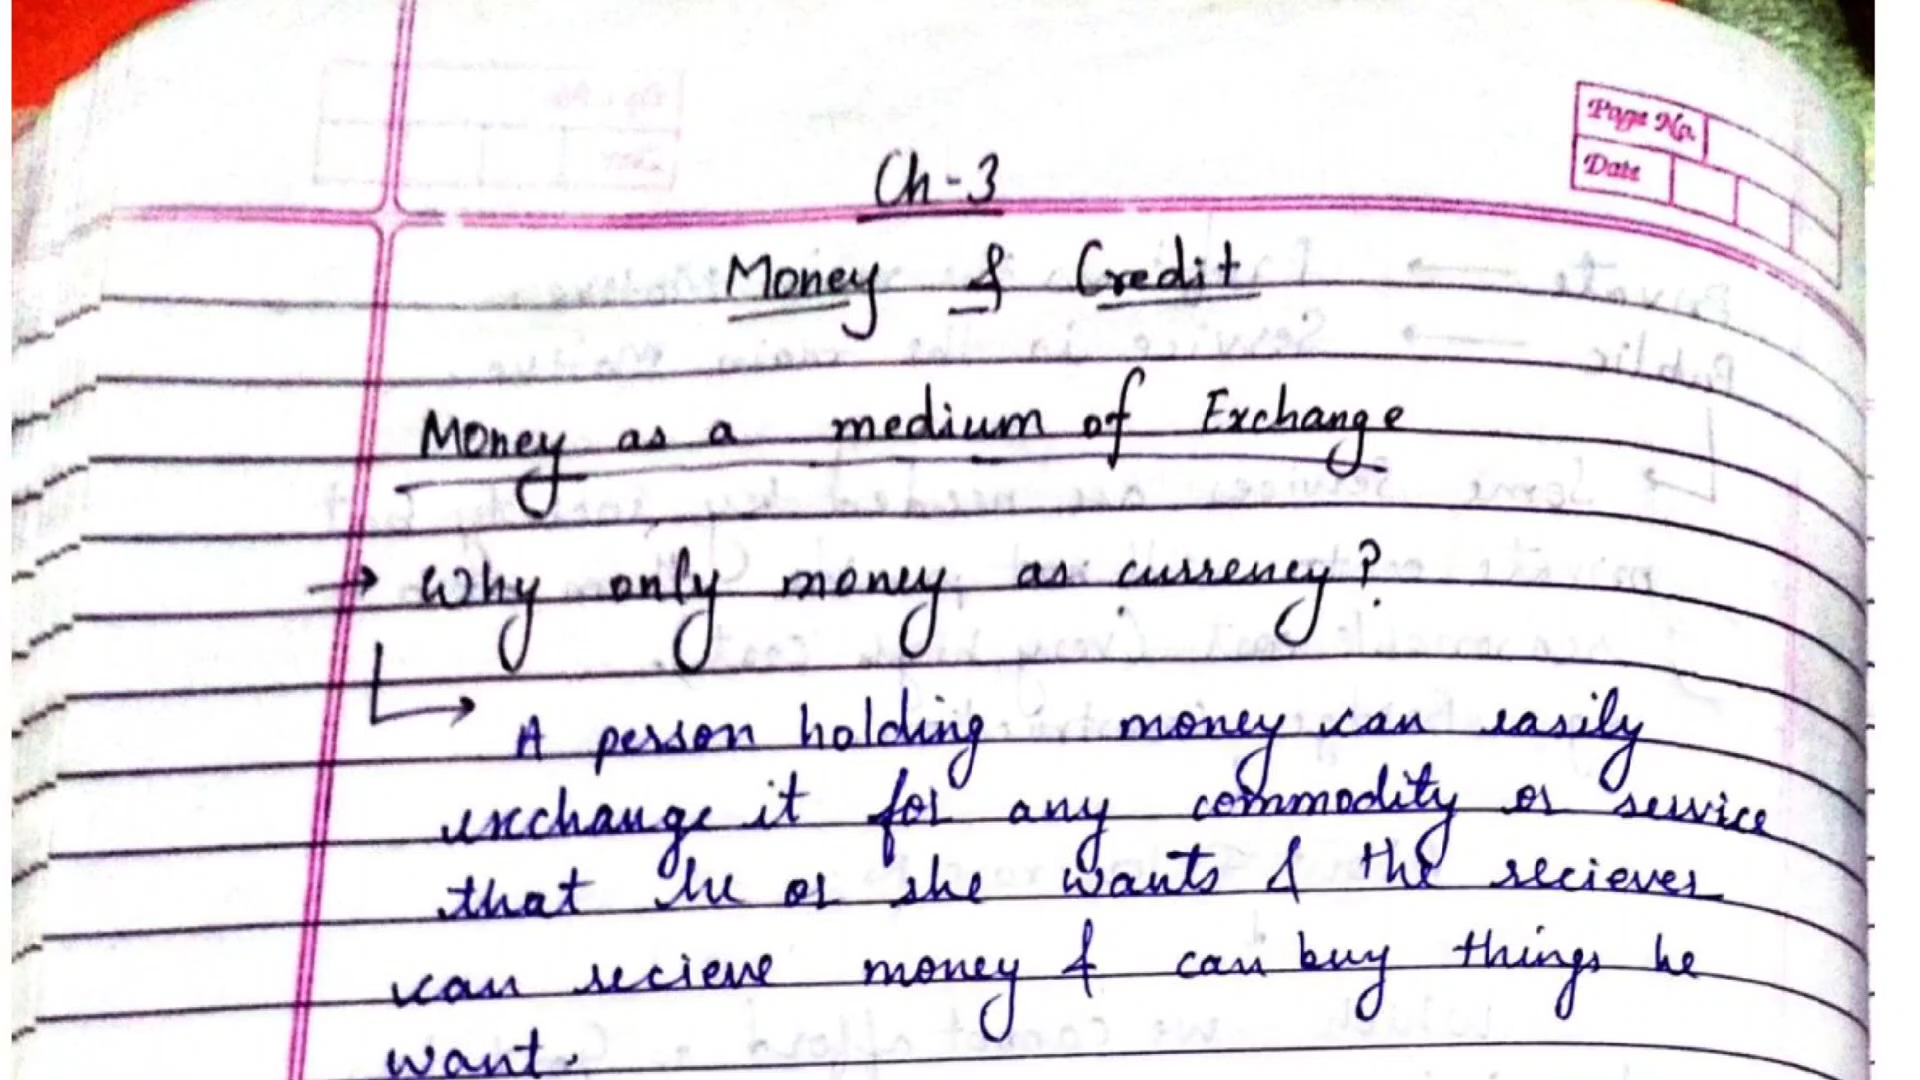 Page No.
Date
Ch-3
Money & Credit
Money as a medium of Exchange
→ Why only money as currency?
↳ A person holding money can easily
exchange it for any commodity or service
that he or she wants & the reciever
can recieve money & can buy things he
want.